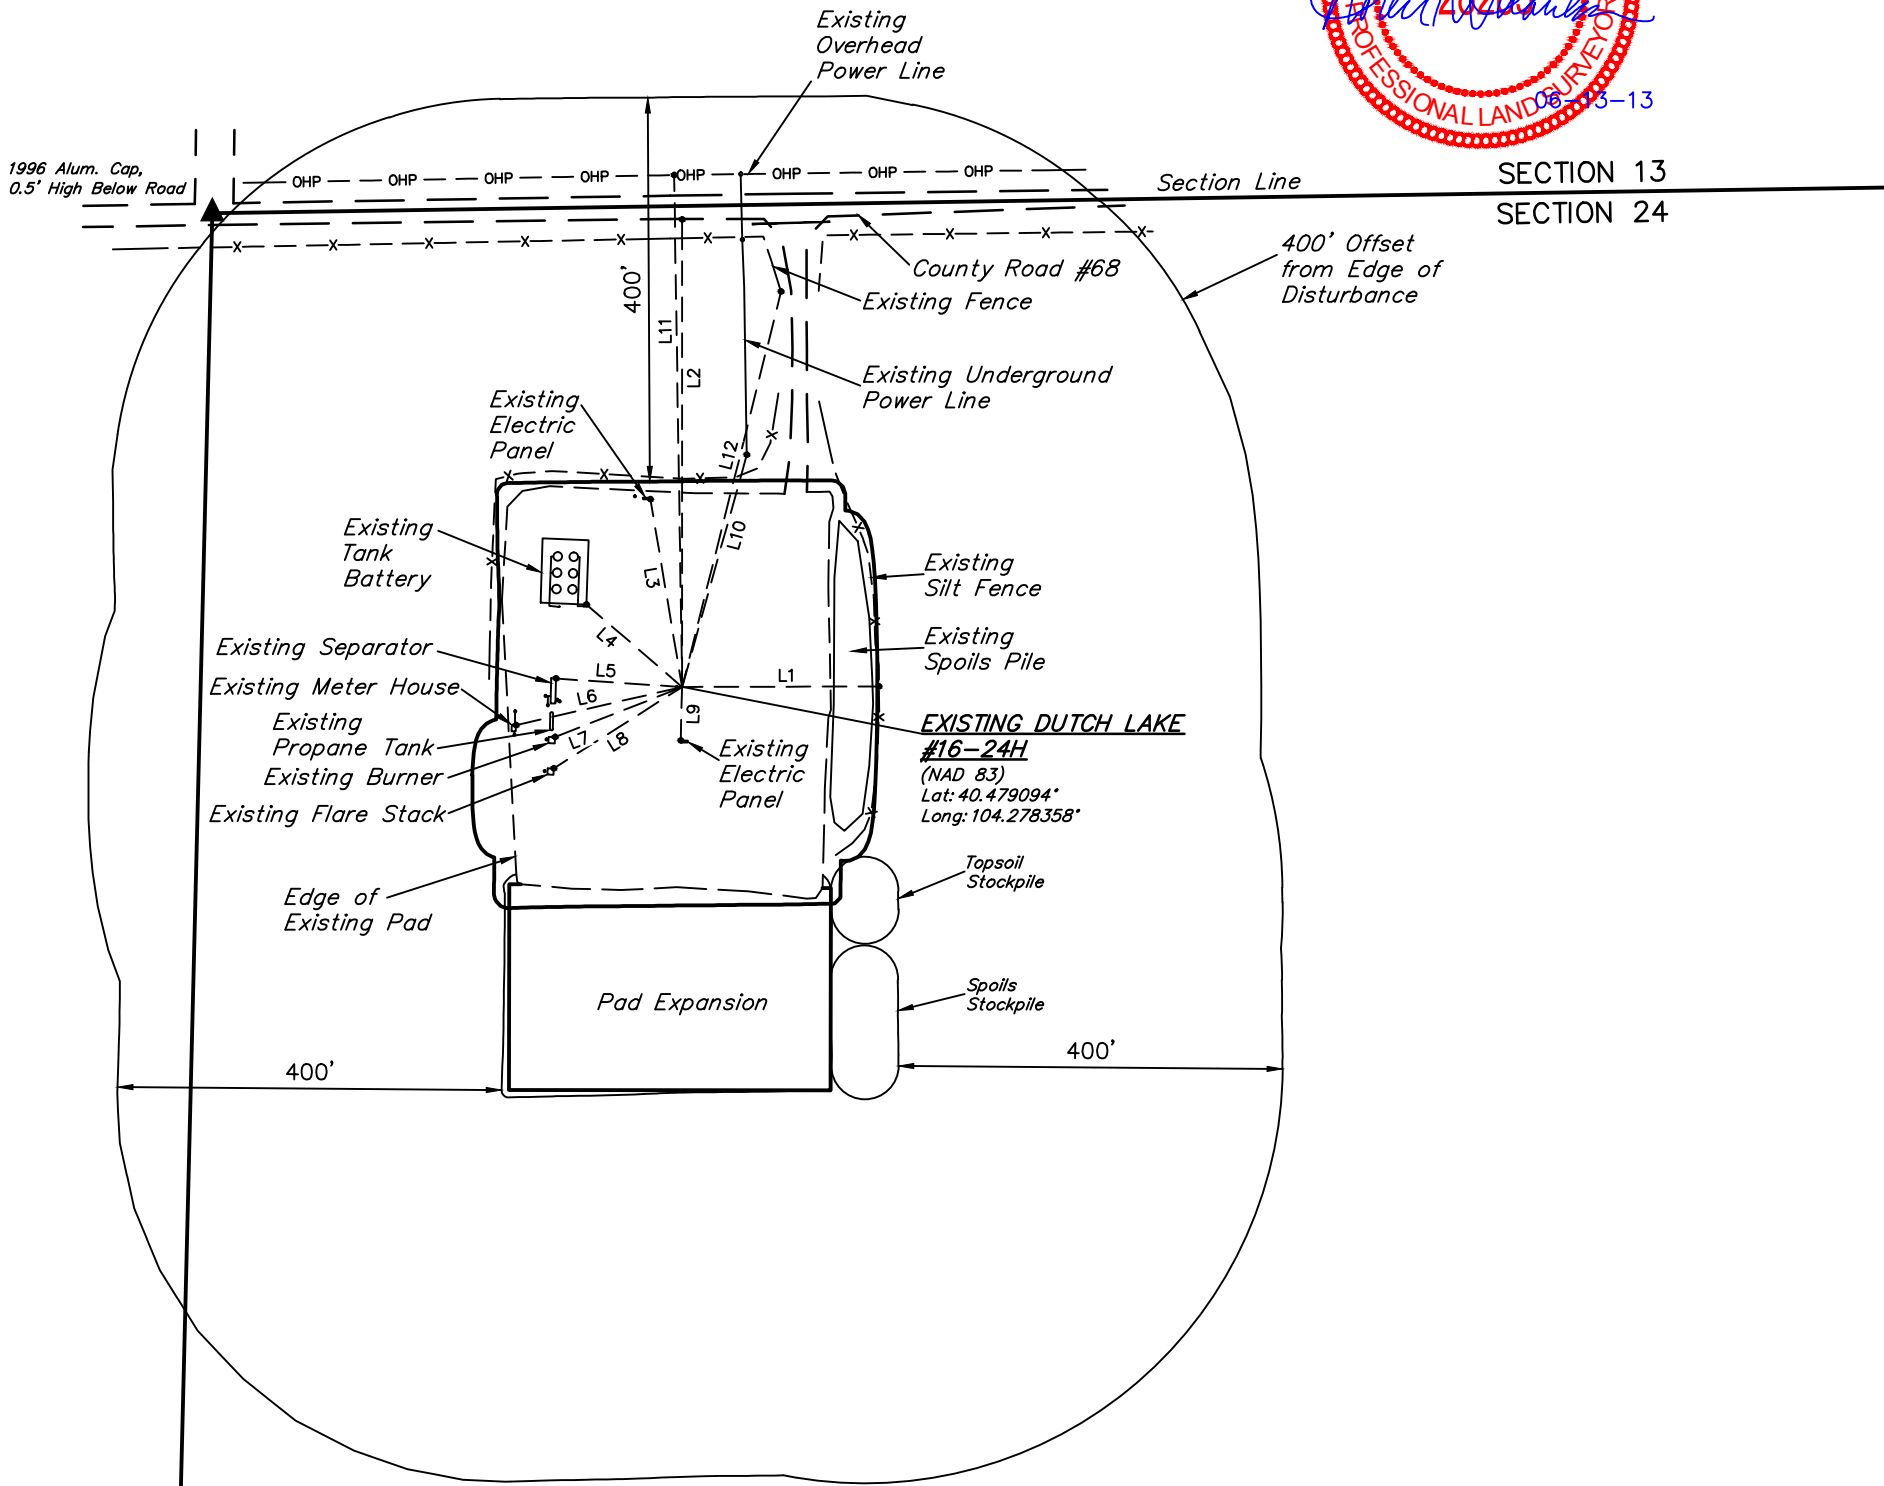 Existing
Overhead
Power Line
PROFESSIONAL LAND SURVEYOR
06-13-13
1996 Alum. Cap,
0.5' High Below Road
OHP OHP OHP OHP OHP OHP OHP OHP
Section Line
SECTION 13
SECTION 24
X X X X X X X X X X
400' Offset
from Edge of
Disturbance
County Road #68
Existing Fence
400'
L11
L2
Existing Underground
Power Line
Existing
Electric
Panel
L12
L10
L3
Existing
Tank
Battery
Existing
Silt Fence
Existing
Spoils Pile
L4
Existing Separator
L5
L1
Existing Meter House
L6
L9
Existing
Propane Tank
L7
L8
Existing Burner
Existing Flare Stack
Existing
Electric
Panel
EXISTING DUTCH LAKE
#16-24H
(NAD 83)
Lat: 40.479094°
Long: 104.278358°
Edge of
Existing Pad
Topsoil
Stockpile
Pad Expansion
Spoils
Stockpile
400'
400'